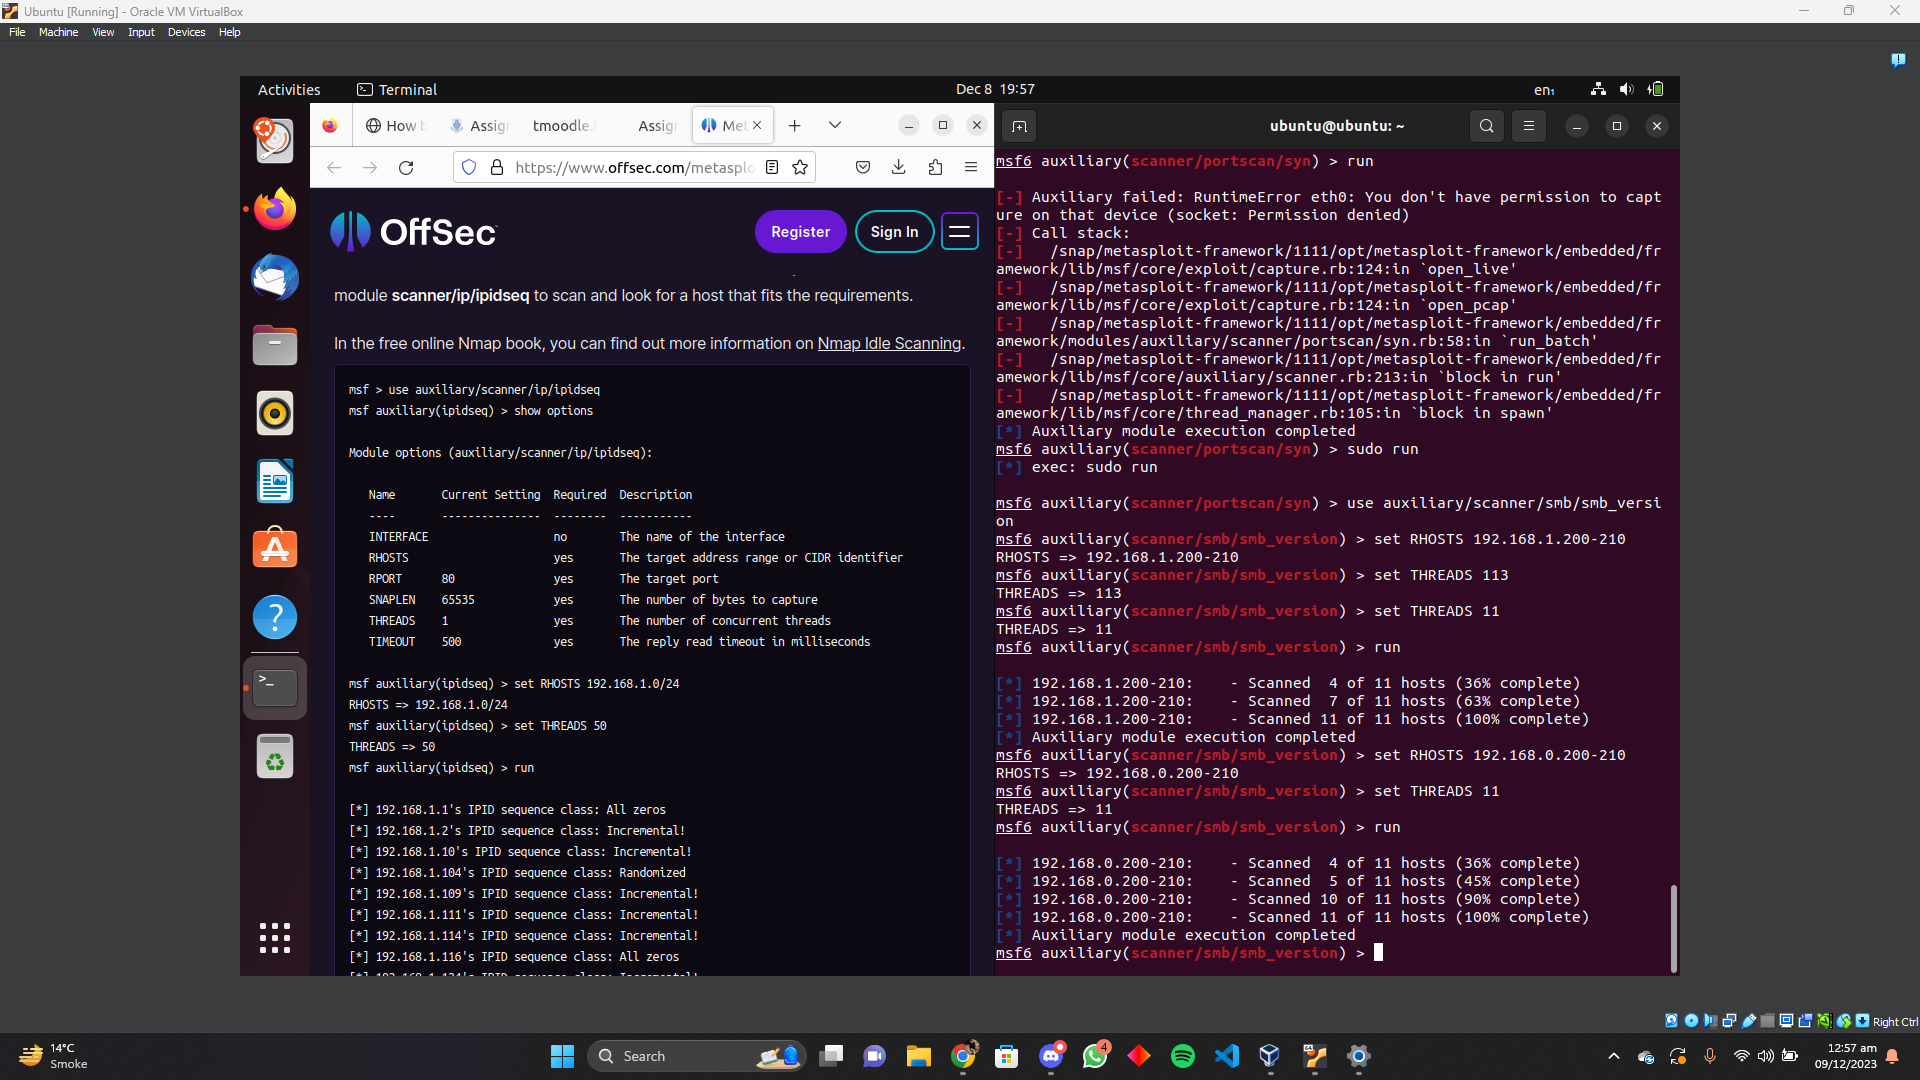 Ubuntu [Running] - Oracle VM VirtualBox
File Machine View Input Devices Help
Activities Terminal Dec 8 19:57 en1
How t Assign tmoodle. Assign Met
https://www.offsec.com/metasplo
OffSec Register Sign In
module scanner/ip/ipidseq to scan and look for a host that fits the requirements.
In the free online Nmap book, you can find out more information on Nmap Idle Scanning.
msf > use auxiliary/scanner/ip/ipidseq
msf auxiliary(ipidseq) > show options
Module options (auxiliary/scanner/ip/ipidseq):
Name Current Setting Required Description
---- --------------- -------- -----------
INTERFACE no The name of the interface
RHOSTS yes The target address range or CIDR identifier
RPORT 80 yes The target port
SNAPLEN 65535 yes The number of bytes to capture
THREADS 1 yes The number of concurrent threads
TIMEOUT 500 yes The reply read timeout in milliseconds
msf auxiliary(ipidseq) > set RHOSTS 192.168.1.0/24
RHOSTS => 192.168.1.0/24
msf auxiliary(ipidseq) > set THREADS 50
THREADS => 50
msf auxiliary(ipidseq) > run
[*] 192.168.1.1's IPID sequence class: All zeros
[*] 192.168.1.2's IPID sequence class: Incremental!
[*] 192.168.1.10's IPID sequence class: Incremental!
[*] 192.168.1.104's IPID sequence class: Randomized
[*] 192.168.1.109's IPID sequence class: Incremental!
[*] 192.168.1.111's IPID sequence class: Incremental!
[*] 192.168.1.114's IPID sequence class: Incremental!
[*] 192.168.1.116's IPID sequence class: All zeros
ubuntu@ubuntu: ~
msf6 auxiliary(scanner/portscan/syn) > run
[-] Auxiliary failed: RuntimeError eth0: You don't have permission to capt
ure on that device (socket: Permission denied)
[-] Call stack:
[-]   /snap/metasploit-framework/1111/opt/metasploit-framework/embedded/fr
amework/lib/msf/core/exploit/capture.rb:124:in `open_live'
[-]   /snap/metasploit-framework/1111/opt/metasploit-framework/embedded/fr
amework/lib/msf/core/exploit/capture.rb:124:in `open_pcap'
[-]   /snap/metasploit-framework/1111/opt/metasploit-framework/embedded/fr
amework/modules/auxiliary/scanner/portscan/syn.rb:58:in `run_batch'
[-]   /snap/metasploit-framework/1111/opt/metasploit-framework/embedded/fr
amework/lib/msf/core/auxiliary/scanner.rb:213:in `block in run'
[-]   /snap/metasploit-framework/1111/opt/metasploit-framework/embedded/fr
amework/lib/msf/core/thread_manager.rb:105:in `block in spawn'
[*] Auxiliary module execution completed
msf6 auxiliary(scanner/portscan/syn) > sudo run
[*] exec: sudo run
msf6 auxiliary(scanner/portscan/syn) > use auxiliary/scanner/smb/smb_versi
on
msf6 auxiliary(scanner/smb/smb_version) > set RHOSTS 192.168.1.200-210
RHOSTS => 192.168.1.200-210
msf6 auxiliary(scanner/smb/smb_version) > set THREADS 113
THREADS => 113
msf6 auxiliary(scanner/smb/smb_version) > set THREADS 11
THREADS => 11
msf6 auxiliary(scanner/smb/smb_version) > run
[*] 192.168.1.200-210:    - Scanned  4 of 11 hosts (36% complete)
[*] 192.168.1.200-210:    - Scanned  7 of 11 hosts (63% complete)
[*] 192.168.1.200-210:    - Scanned 11 of 11 hosts (100% complete)
[*] Auxiliary module execution completed
msf6 auxiliary(scanner/smb/smb_version) > set RHOSTS 192.168.0.200-210
RHOSTS => 192.168.0.200-210
msf6 auxiliary(scanner/smb/smb_version) > set THREADS 11
THREADS => 11
msf6 auxiliary(scanner/smb/smb_version) > run
[*] 192.168.0.200-210:    - Scanned  4 of 11 hosts (36% complete)
[*] 192.168.0.200-210:    - Scanned  5 of 11 hosts (45% complete)
[*] 192.168.0.200-210:    - Scanned 10 of 11 hosts (90% complete)
[*] 192.168.0.200-210:    - Scanned 11 of 11 hosts (100% complete)
[*] Auxiliary module execution completed
msf6 auxiliary(scanner/smb/smb_version) >
Right Ctrl
14°C
Smoke
Search
4
12:57 am
09/12/2023